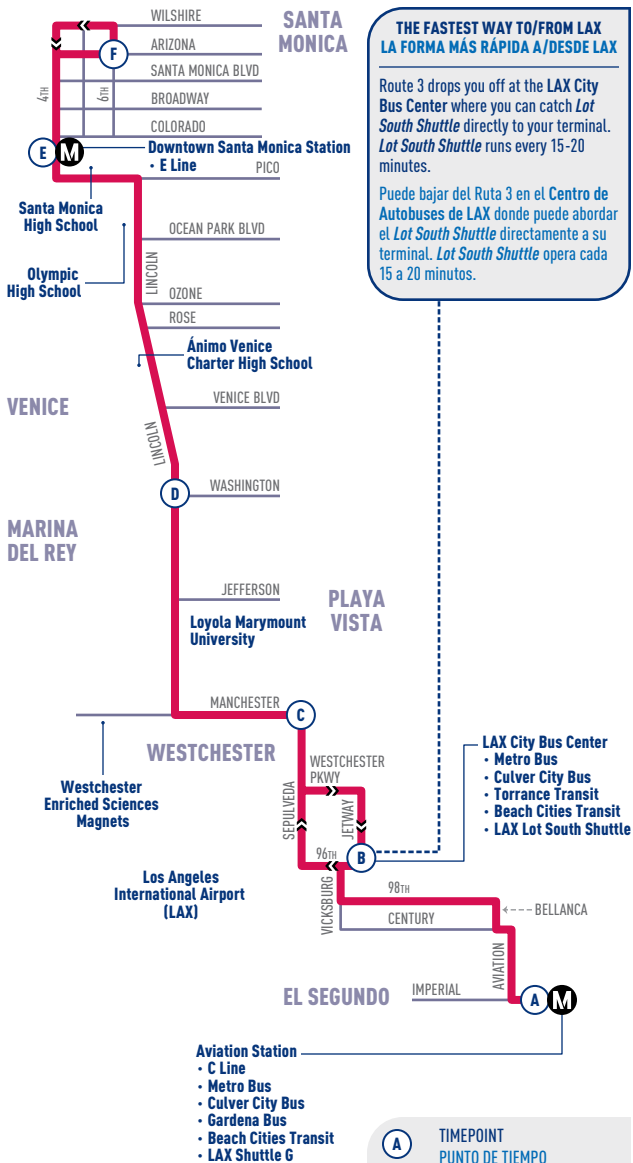 WILSHIRE
SANTA
MONICA
F
ARIZONA
SANTA MONICA BLVD
4TH
6TH
BROADWAY
COLORADO
E
M
Downtown Santa Monica Station
• E Line
PICO
Santa Monica
High School
OCEAN PARK BLVD
Olympic
High School
LINCOLN
OZONE
ROSE
Ánimo Venice
Charter High School
VENICE
VENICE BLVD
LINCOLN
D
WASHINGTON
MARINA
DEL REY
JEFFERSON
PLAYA
VISTA
Loyola Marymount
University
MANCHESTER
C
WESTCHESTER
Westchester
Enriched Sciences
Magnets
WESTCHESTER
PKWY
SEPULVEDA
JETWAY
96TH
B
LAX City Bus Center
• Metro Bus
• Culver City Bus
• Torrance Transit
• Beach Cities Transit
• LAX Lot South Shuttle
Los Angeles
International Airport
(LAX)
VICKSBURG
98TH
CENTURY
BELLANCA
AVIATION
EL SEGUNDO
IMPERIAL
A
M
Aviation Station
• C Line
• Metro Bus
• Culver City Bus
• Gardena Bus
• Beach Cities Transit
• LAX Shuttle G
THE FASTEST WAY TO/FROM LAX
LA FORMA MÁS RÁPIDA A/DESDE LAX
Route 3 drops you off at the LAX City
Bus Center where you can catch Lot
South Shuttle directly to your terminal.
Lot South Shuttle runs every 15-20
minutes.
Puede bajar del Ruta 3 en el Centro de
Autobuses de LAX donde puede abordar
el Lot South Shuttle directamente a su
terminal. Lot South Shuttle opera cada
15 a 20 minutos.
A
TIMEPOINT
PUNTO DE TIEMPO